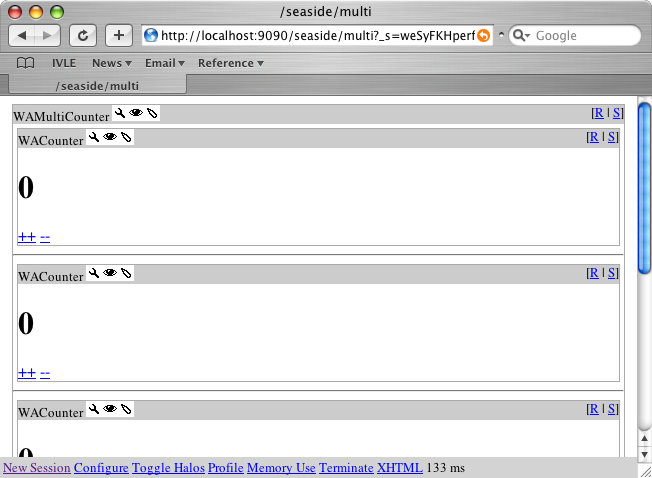 /seaside/multi
http://localhost:9090/seaside/multi?_s=weSyFKHperf
Google
IVLE News Email Reference
/seaside/multi
WAMultiCounter [R | S]
WACounter [R | S]
0
++ --
WACounter [R | S]
0
++ --
WACounter [R | S]
0
New Session Configure Toggle Halos Profile Memory Use Terminate XHTML 133 ms